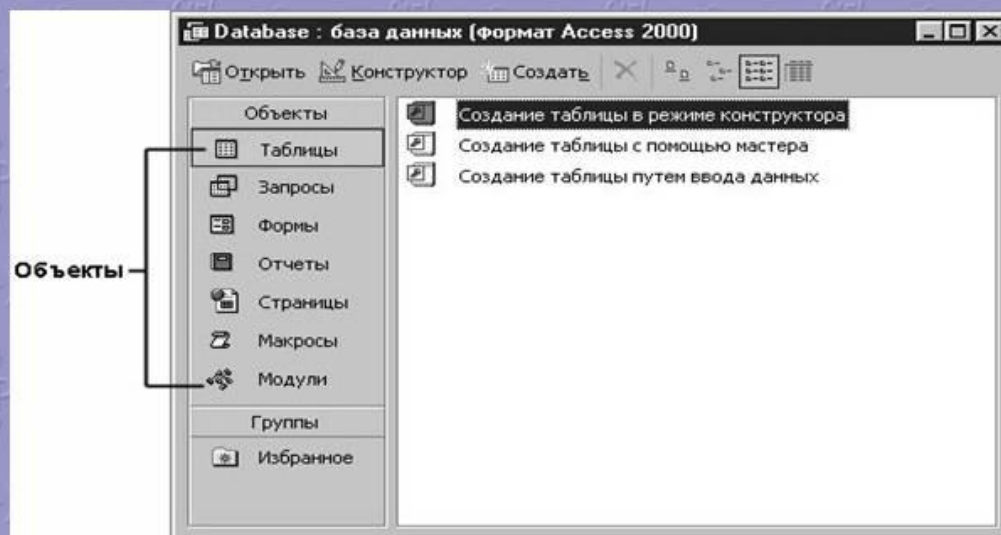 Database : база данных (формат Access 2000)
Открыть Конструктор Создать
Объекты
Таблицы
Запросы
Формы
Отчеты
Страницы
Макросы
Модули
Группы
Избранное
Создание таблицы в режиме конструктора
Создание таблицы с помощью мастера
Создание таблицы путем ввода данных
Объекты